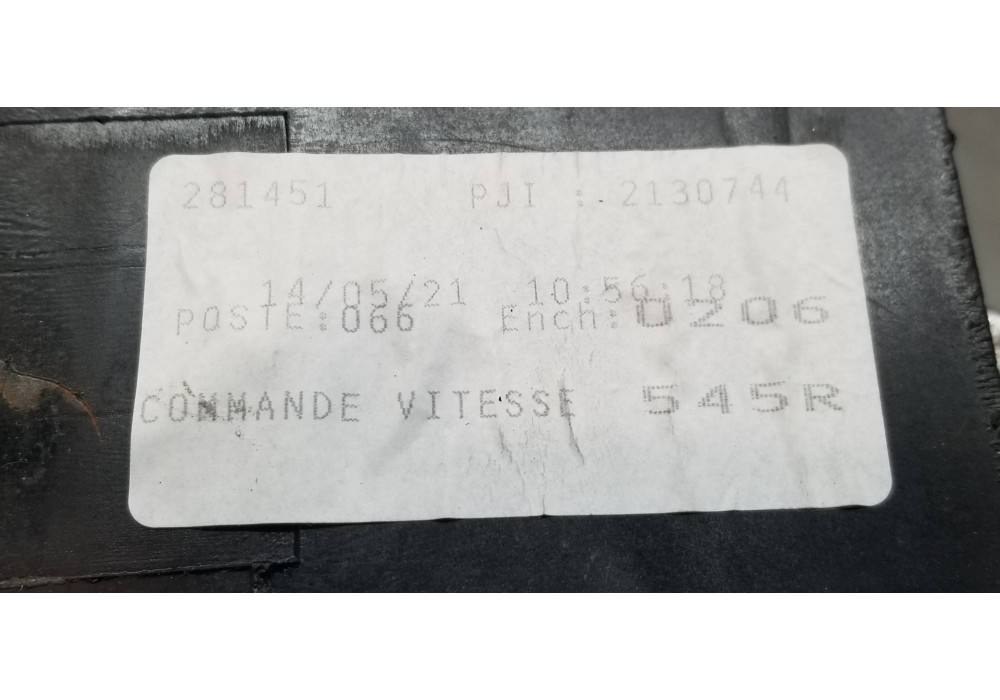 281451 PJI : 2130744
14/05/21 10:56:18
POSTE:066 Ench:0206
COMMANDE VITESSE 545R